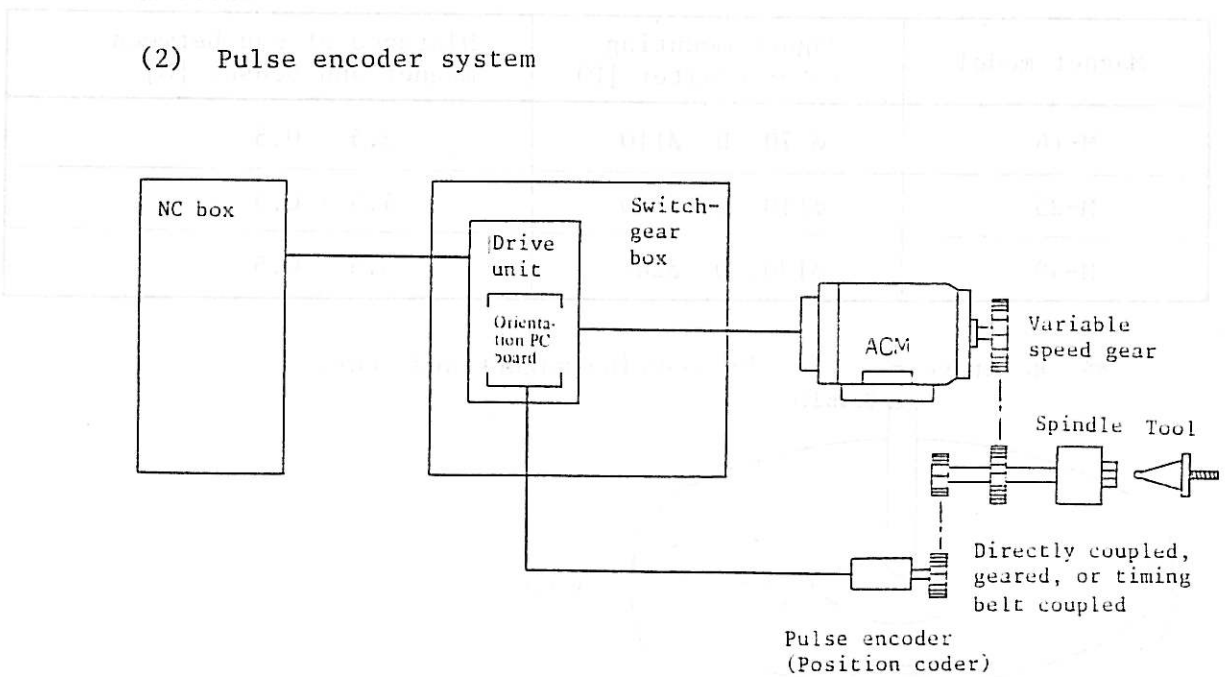 (2) Pulse encoder system
NC box
Switch-
gear
box
Drive
unit
Orienta-
tion PC
board
ACM
Variable
speed gear
Spindle Tool
Directly coupled,
geared, or timing
belt coupled
Pulse encoder
(Position coder)